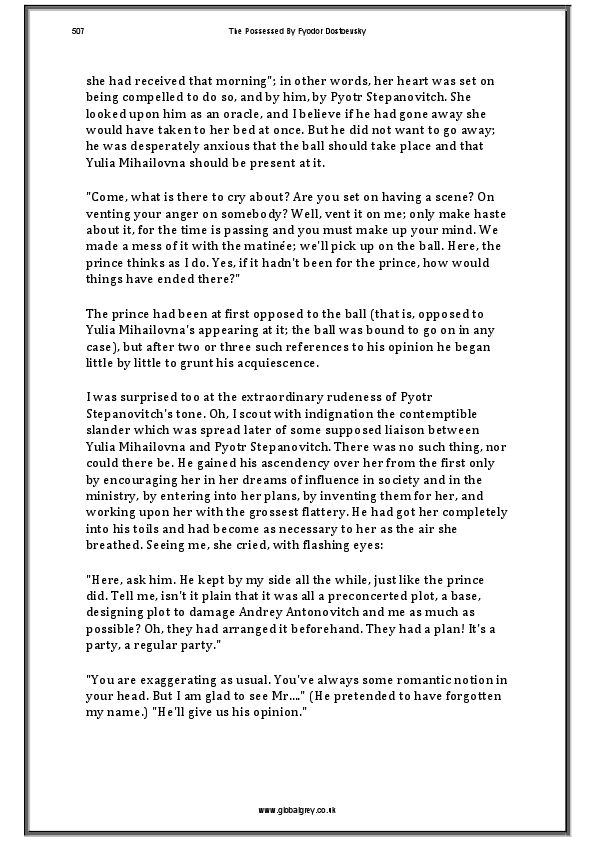 507
The Possessed By Fyodor Dostoevsky
she had received that morning"; in other words, her heart was set on
being compelled to do so, and by him, by Pyotr Stepanovitch. She
looked upon him as an oracle, and I believe if he had gone away she
would have taken to her bed at once. But he did not want to go away;
he was desperately anxious that the ball should take place and that
Yulia Mihailovna should be present at it.
"Come, what is there to cry about? Are you set on having a scene? On
venting your anger on somebody? Well, vent it on me; only make haste
about it, for the time is passing and you must make up your mind. We
made a mess of it with the matinée; we'll pick up on the ball. Here, the
prince thinks as I do. Yes, if it hadn't been for the prince, how would
things have ended there?"
The prince had been at first opposed to the ball (that is, opposed to
Yulia Mihailovna's appearing at it; the ball was bound to go on in any
case), but after two or three such references to his opinion he began
little by little to grunt his acquiescence.
I was surprised too at the extraordinary rudeness of Pyotr
Stepanovitch's tone. Oh, I scout with indignation the contemptible
slander which was spread later of some supposed liaison between
Yulia Mihailovna and Pyotr Stepanovitch. There was no such thing, nor
could there be. He gained his ascendency over her from the first only
by encouraging her in her dreams of influence in society and in the
ministry, by entering into her plans, by inventing them for her, and
working upon her with the grossest flattery. He had got her completely
into his toils and had become as necessary to her as the air she
breathed. Seeing me, she cried, with flashing eyes:
"Here, ask him. He kept by my side all the while, just like the prince
did. Tell me, isn't it plain that it was all a preconcerted plot, a base,
designing plot to damage Andrey Antonovitch and me as much as
possible? Oh, they had arranged it beforehand. They had a plan! It's a
party, a regular party."
"You are exaggerating as usual. You've always some romantic notion in
your head. But I am glad to see Mr...." (He pretended to have forgotten
my name.) "He'll give us his opinion."
www.globalgrey.co.uk